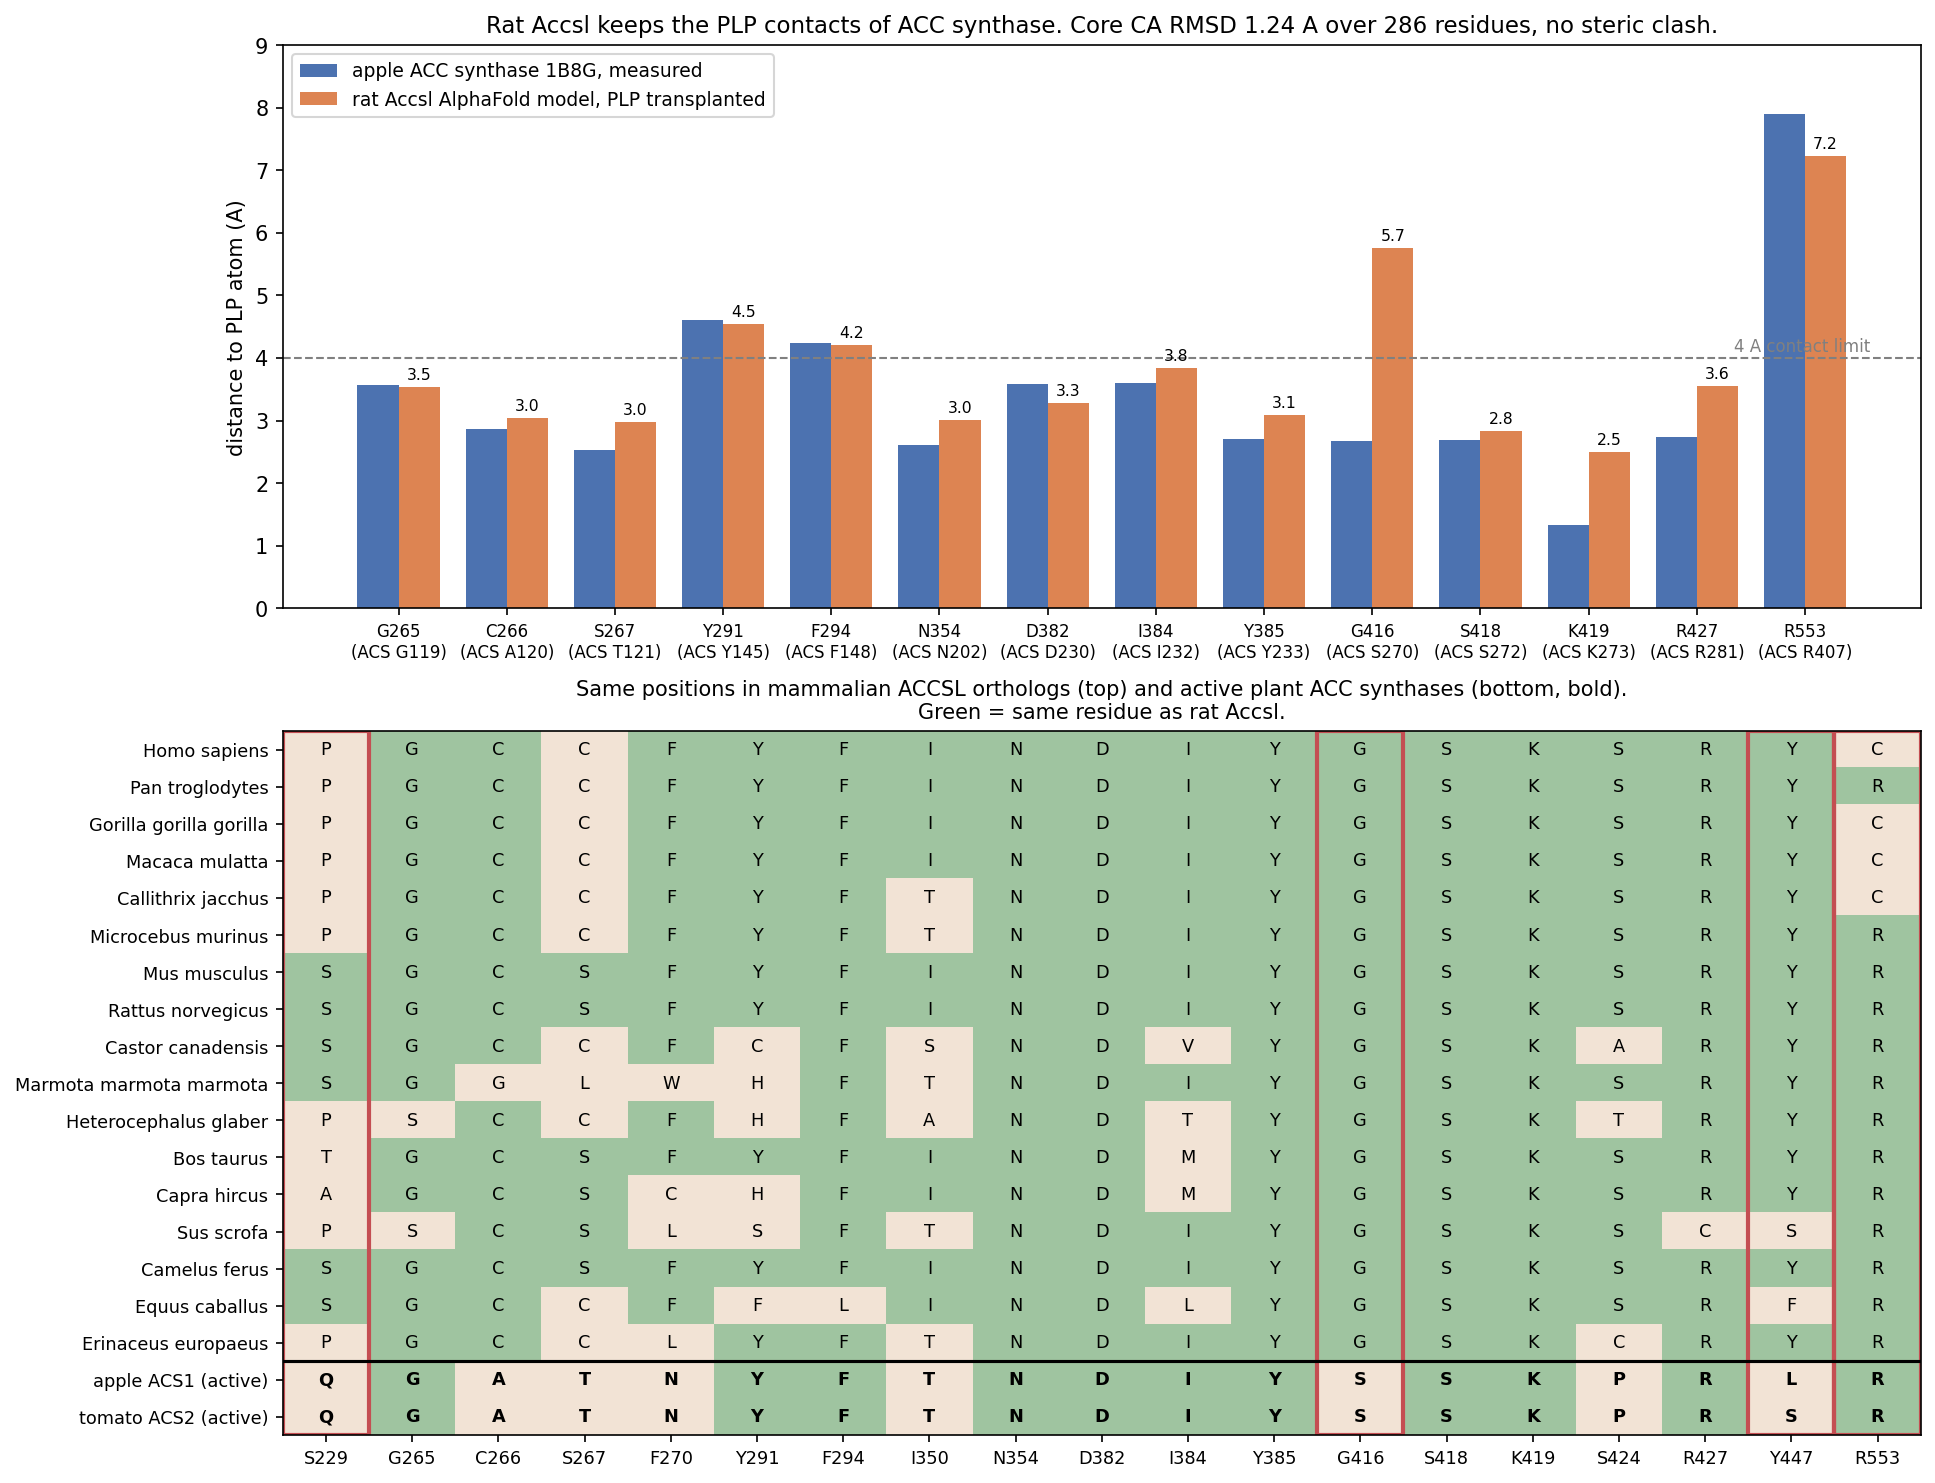 Rat Accsl keeps the PLP contacts of ACC synthase. Core CA RMSD 1.24 A over 286 residues, no steric clash.
apple ACC synthase 1B8G, measured
rat Accsl AlphaFold model, PLP transplanted
distance to PLP atom (A)
9
8
7
6
5
4
3
2
1
0
3.5 3.0 3.0 4.5 4.2 3.0 3.3 3.8 3.1 5.7 2.8 2.5 3.6 7.2
4 A contact limit
G265 C266 S267 Y291 F294 N354 D382 I384 Y385 G416 S418 K419 R427 R553
(ACS G119) (ACS A120) (ACS T121) (ACS Y145) (ACS F148) (ACS N202) (ACS D230) (ACS I232) (ACS Y233) (ACS S270) (ACS S272) (ACS K273) (ACS R281) (ACS R407)
Same positions in mammalian ACCSL orthologs (top) and active plant ACC synthases (bottom, bold).
Green = same residue as rat Accsl.
Homo sapiens P G C C F Y F I N D I Y G S K S R Y C
Pan troglodytes P G C C F Y F I N D I Y G S K S R Y R
Gorilla gorilla gorilla P G C C F Y F I N D I Y G S K S R Y C
Macaca mulatta P G C C F Y F I N D I Y G S K S R Y C
Callithrix jacchus P G C C F Y F T N D I Y G S K S R Y C
Microcebus murinus P G C C F Y F T N D I Y G S K S R Y R
Mus musculus S G C S F Y F I N D I Y G S K S R Y R
Rattus norvegicus S G C S F Y F I N D I Y G S K S R Y R
Castor canadensis S G C C F C F S N D V Y G S K A R Y R
Marmota marmota marmota S G G L W H F T N D I Y G S K S R Y R
Heterocephalus glaber P S C C F H F A N D T Y G S K T R Y R
Bos taurus T G C S F Y F I N D M Y G S K S R Y R
Capra hircus A G C S C H F I N D M Y G S K S R Y R
Sus scrofa P S C S L S F T N D I Y G S K S C S R
Camelus ferus S G C S F Y F I N D I Y G S K S R Y R
Equus caballus S G C C F F L I N D L Y G S K S R F R
Erinaceus europaeus P G C C L Y F T N D I Y G S K C R Y R
apple ACS1 (active) Q G A T N Y F T N D I Y S S K P R L R
tomato ACS2 (active) Q G A T N Y F T N D I Y S S K P R S R
S229 G265 C266 S267 F270 Y291 F294 I350 N354 D382 I384 Y385 G416 S418 K419 S424 R427 Y447 R553